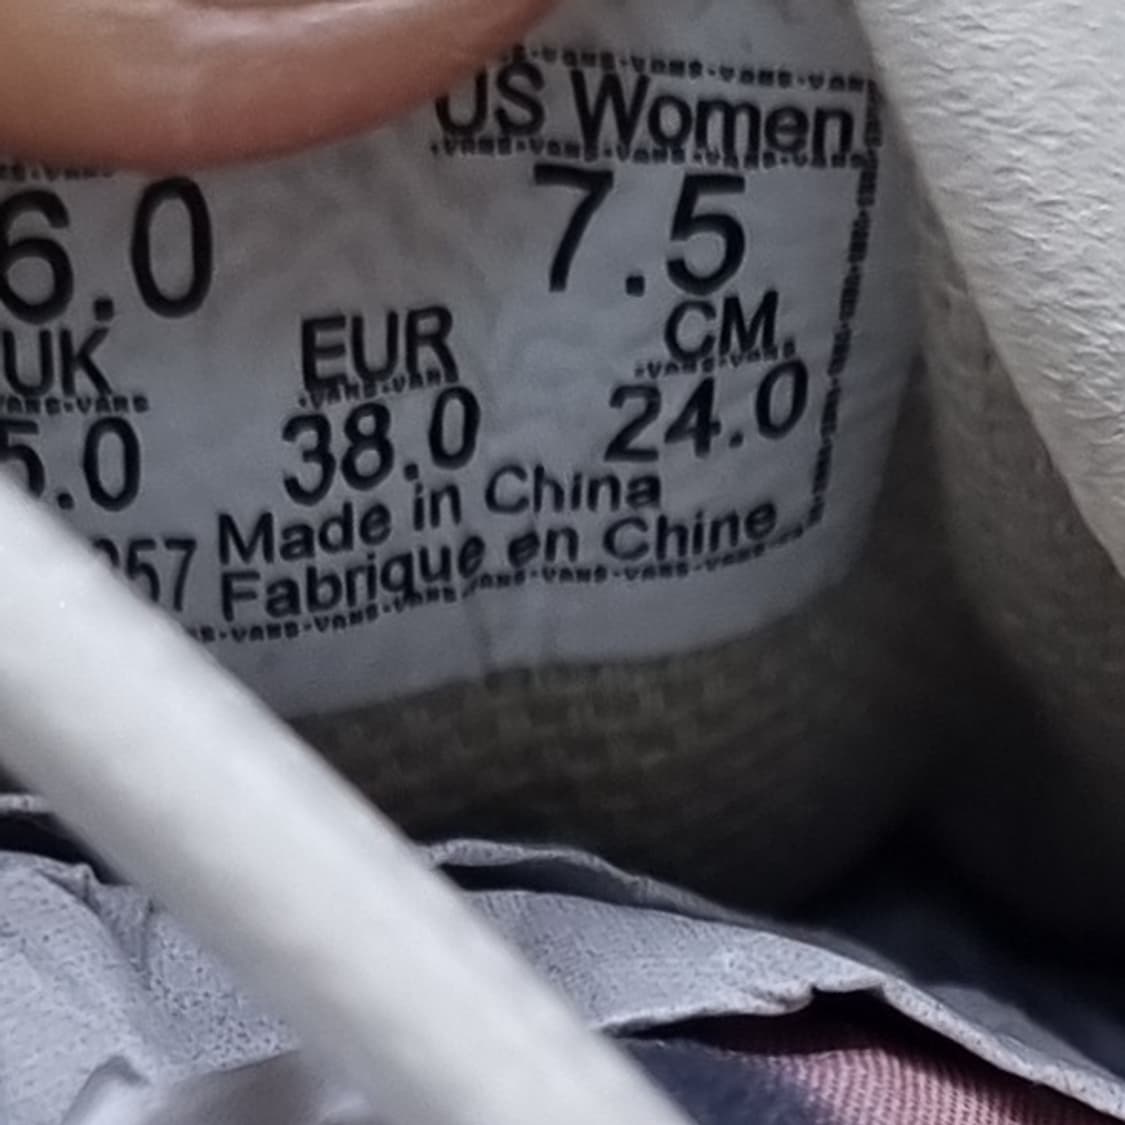 US Women
6.0 7.5
UK EUR CM
5.0 38.0 24.0
Made in China
57 Fabrique en Chine